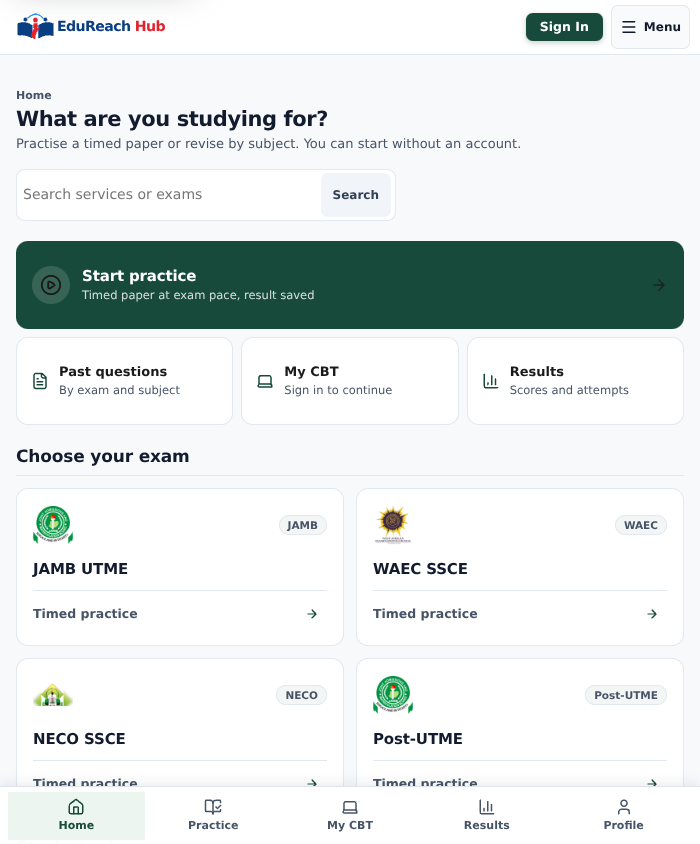 EduReach Hub
Sign In
Menu
Home
What are you studying for?
Practise a timed paper or revise by subject. You can start without an account.
Search services or exams
Search
Start practice
Timed paper at exam pace, result saved
Past questions
By exam and subject
My CBT
Sign in to continue
Results
Scores and attempts
Choose your exam
JAMB
JAMB UTME
Timed practice
WAEC
WAEC SSCE
Timed practice
NECO
NECO SSCE
Timed practice
Post-UTME
Post-UTME
Timed practice
Home
Practice
My CBT
Results
Profile